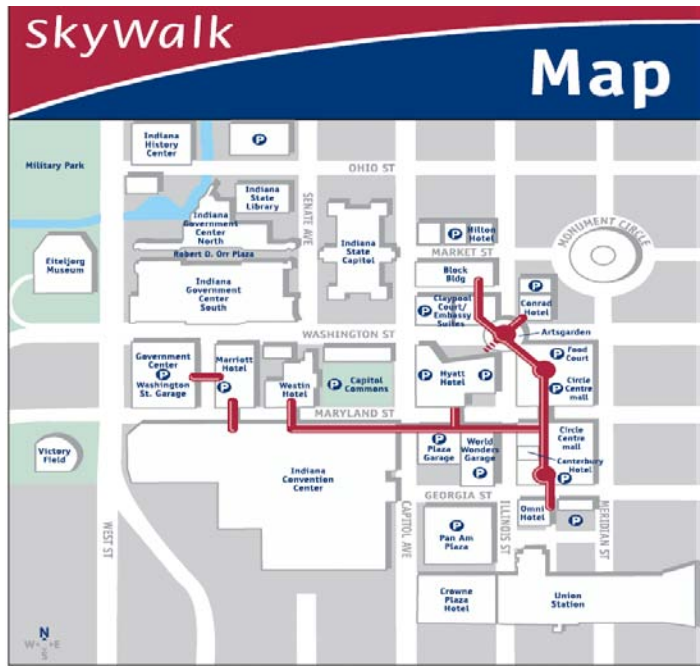 SkyWalk
Map
Indiana
History
Center
P
Military Park
OHIO ST
Indiana
State
Library
SENATE AVE
Indiana
Government
Center
North
Robert D. Orr Plaza
Indiana
State
Capitol
P
Hilton
Hotel
MONUMENT CIRCLE
MARKET ST
Eiteljorg
Museum
Indiana
Government
Center
South
Block
Bldg
P
Claypool
Court/
Embassy
Suites
P
Conrad
Hotel
WASHINGTON ST
Artsgarden
Government
Center
P
Washington
St. Garage
Marriott
Hotel
P
Westin
Hotel
P
Capitol
Commons
P
Hyatt
Hotel
P
P
Food
Court
P
Circle
Centre
mall
MARYLAND ST
Victory
Field
Indiana
Convention
Center
P
Plaza
Garage
World
Wonders
Garage
P
Circle
Centre
mall
Canterbury
Hotel
P
GEORGIA ST
WEST ST
CAPITOL AVE
P
Pan Am
Plaza
ILLINOIS ST
Omni
Hotel
P
MERIDIAN ST
Crowne
Plaza
Hotel
Union
Station
N
W
E
S